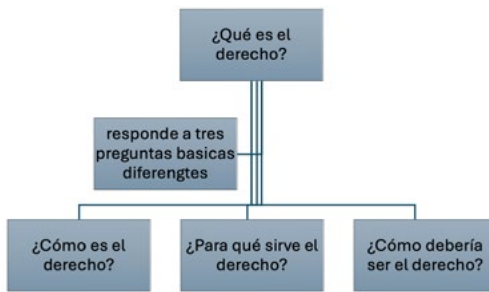 ¿Qué es el
derecho?
responde a tres
preguntas basicas
diferengtes
¿Cómo es el
derecho?
¿Para qué sirve el
derecho?
¿Cómo debería
ser el derecho?